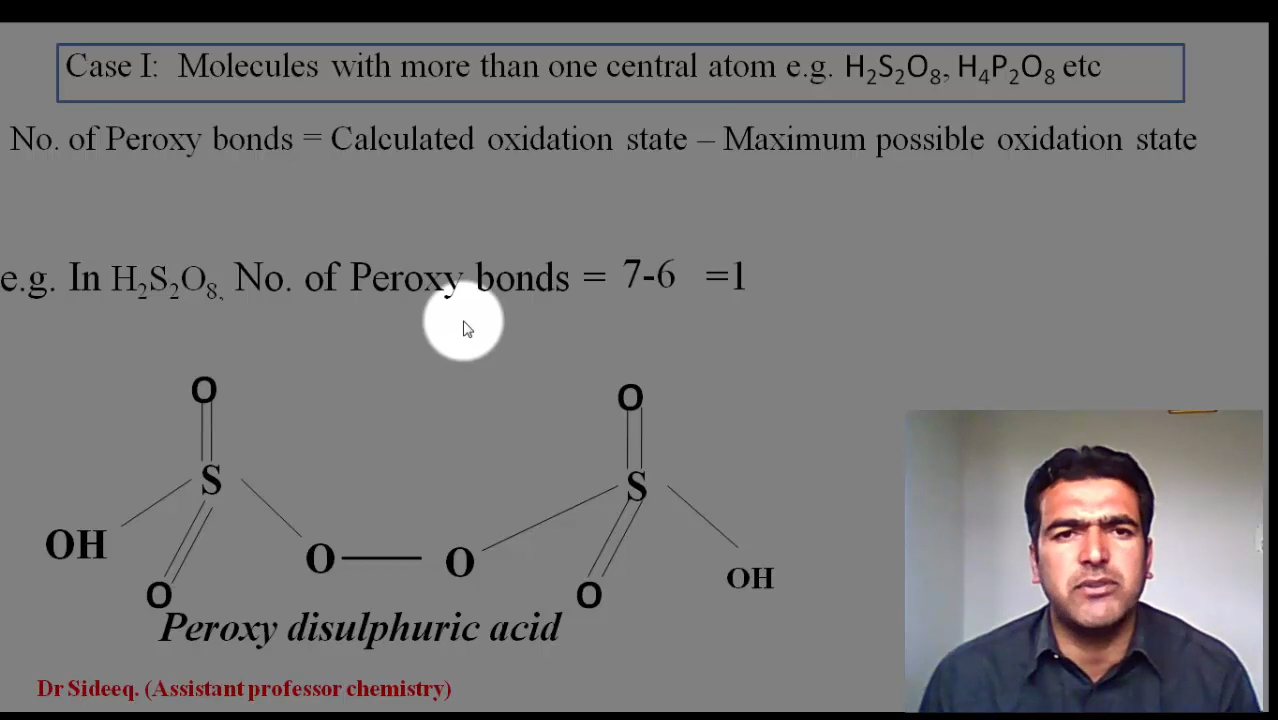 Case I: Molecules with more than one central atom e.g. H₂S₂O₈, H₄P₂O₈ etc
No. of Peroxy bonds = Calculated oxidation state – Maximum possible oxidation state
e.g. In H₂S₂O₈, No. of Peroxy bonds = 7-6 =1
O O
S S
OH O O OH
O O
Peroxy disulphuric acid
Dr Sideeq. (Assistant professor chemistry)